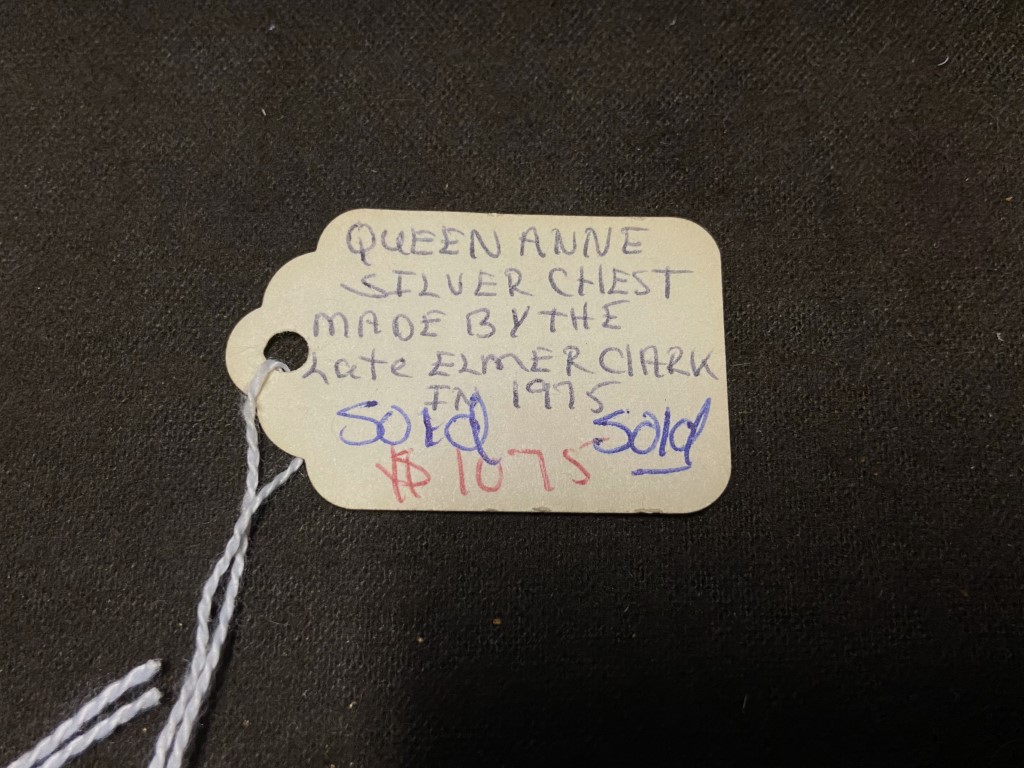 QUEEN ANNE
SILVER CHEST
MADE BY THE
Late ELMER ClARK
IN 1975
Sold Sold
$ 1075